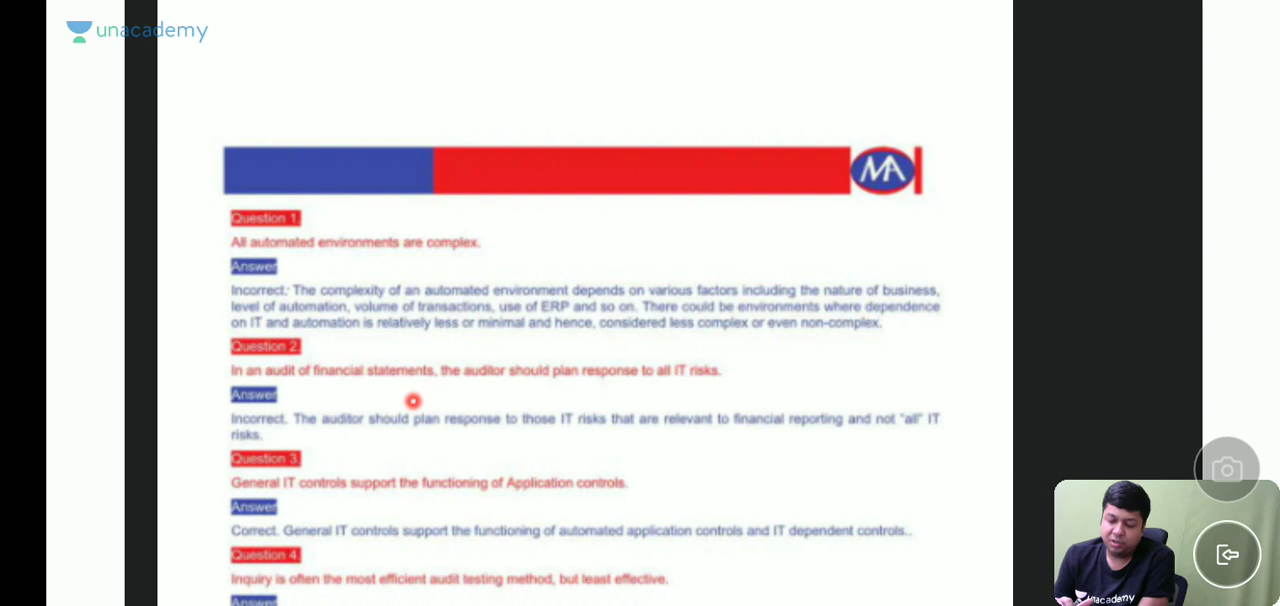 unacademy
MA
Question 1.
All automated environments are complex.
Answer
Incorrect: The complexity of an automated environment depends on various factors including the nature of business,
level of automation, volume of transactions, use of ERP and so on. There could be environments where dependence
on IT and automation is relatively less or minimal and hence, considered less complex or even non-complex.
Question 2.
In an audit of financial statements, the auditor should plan response to all IT risks.
Answer
Incorrect. The auditor should plan response to those IT risks that are relevant to financial reporting and not "all" IT
risks.
Question 3.
General IT controls support the functioning of Application controls.
Answer
Correct. General IT controls support the functioning of automated application controls and IT dependent controls..
Question 4.
Inquiry is often the most efficient audit testing method, but least effective.
Answer
unacademy